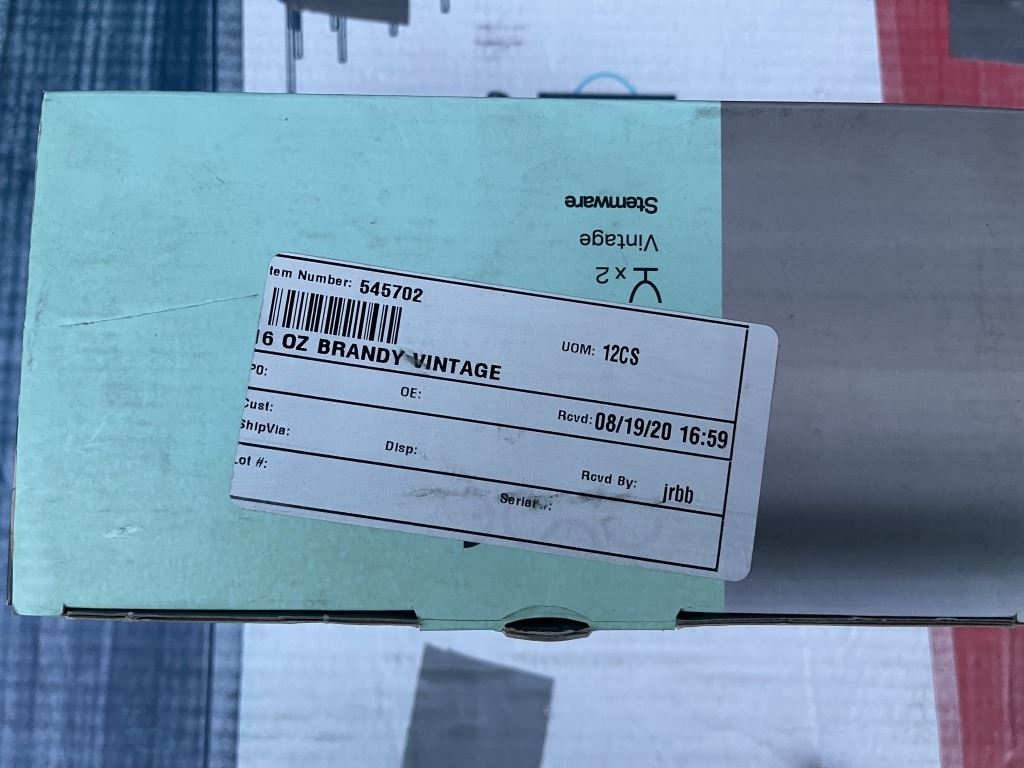 Stemware
Vintage
x 2
tem Number: 545702
UOM: 12CS
16 OZ BRANDY VINTAGE
PO:
OE:
Rcvd: 08/19/20 16:59
Cust:
ShipVia:
Disp:
Rcvd By: jrbb
Lot #: